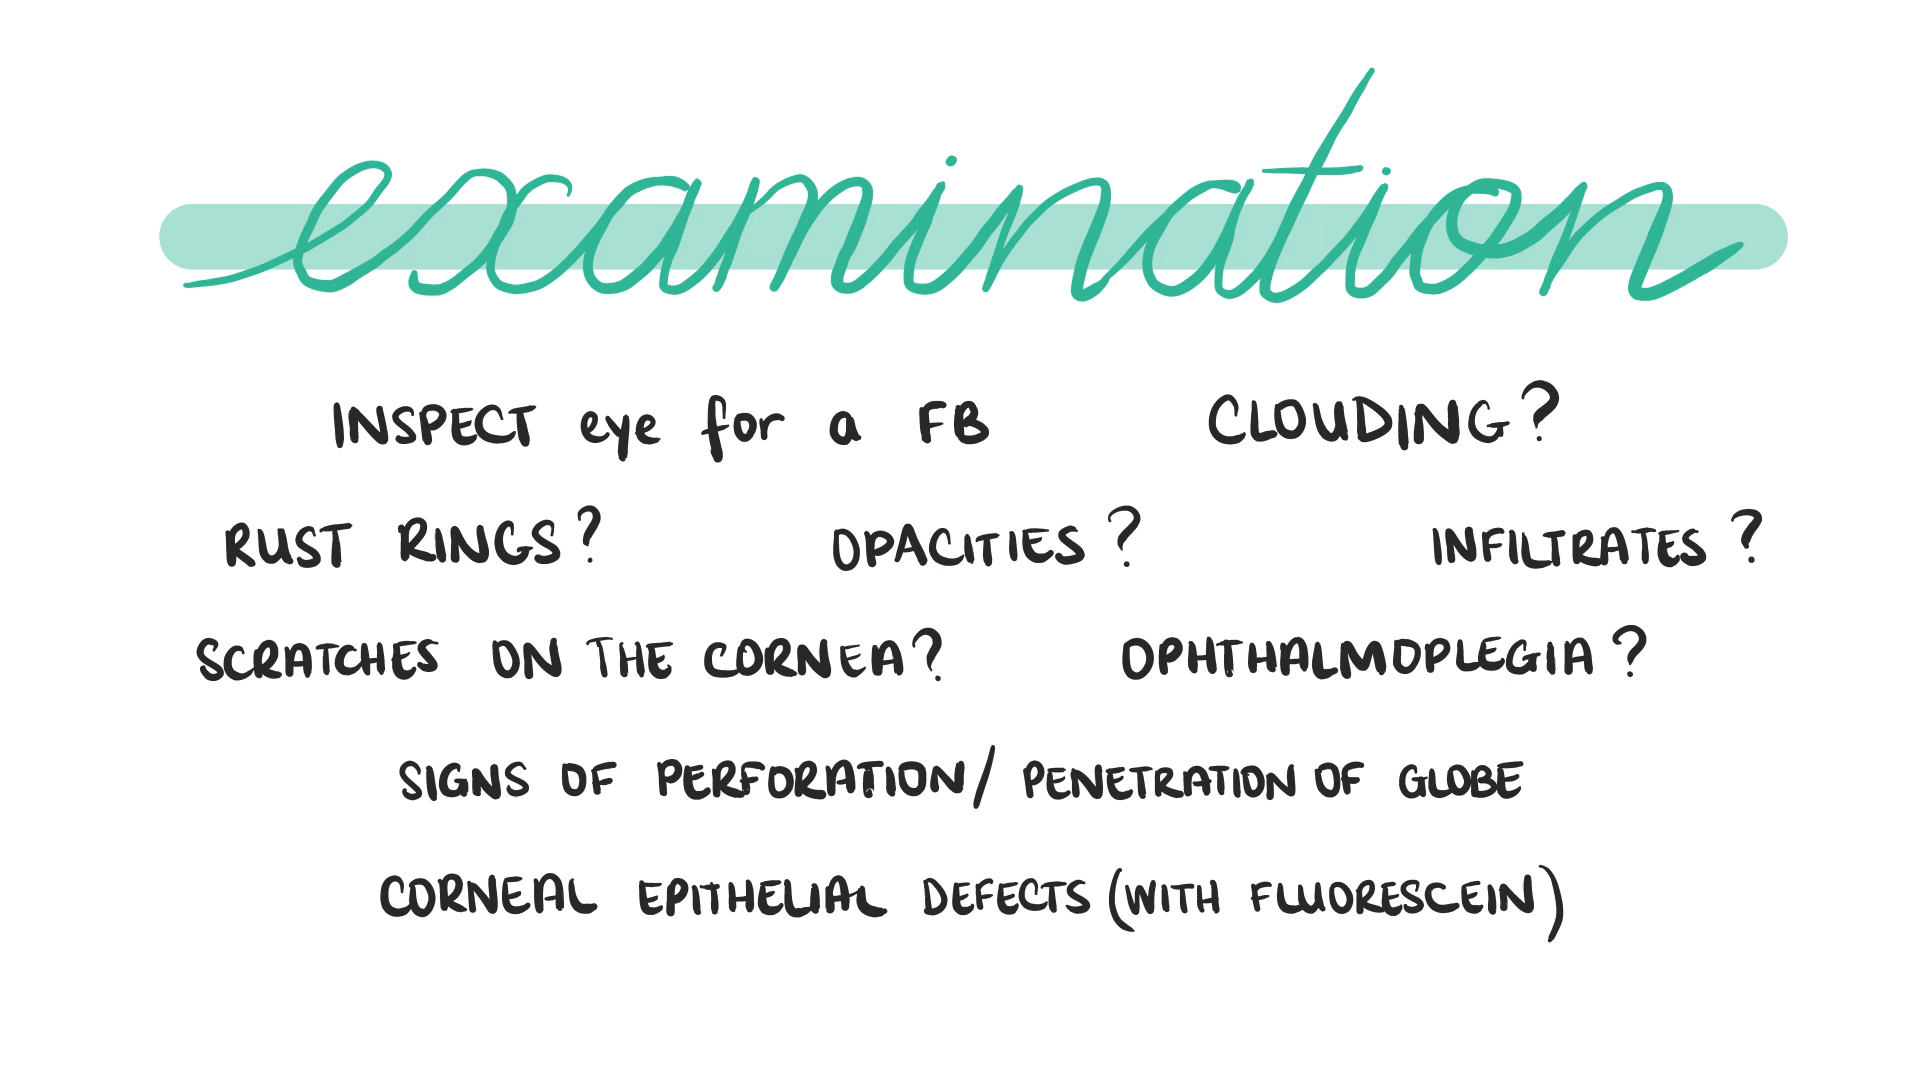 examination
INSPECT eye for a FB CLOUDING?
RUST RINGS? OPACITIES? INFILTRATES?
SCRATCHES ON THE CORNEA? OPHTHALMOPLEGIA?
SIGNS OF PERFORATION/PENETRATION OF GLOBE
CORNEAL EPITHELIAL DEFECTS (WITH FLUORESCEIN)